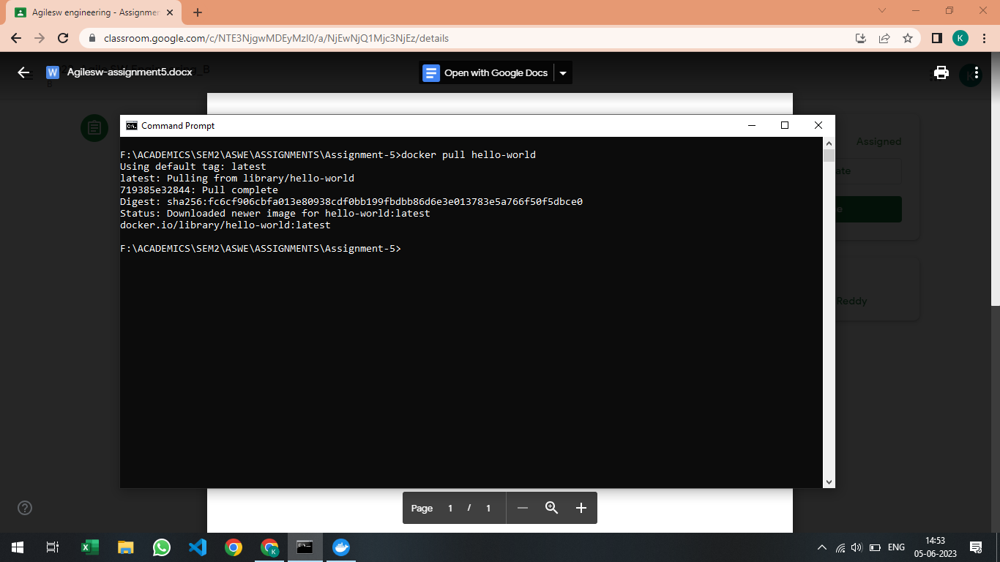 Agilesw engineering - Assignmen
classroom.google.com/c/NTE3NjgwMDEyMzI0/a/NjEwNjQ1Mjc3NjEz/details
K
Agilesw-assignment5.docx
Open with Google Docs
Assigned
Command Prompt
F:\ACADEMICS\SEM2\ASWE\ASSIGNMENTS\Assignment-5>docker pull hello-world
Using default tag: latest
latest: Pulling from library/hello-world
719385e32844: Pull complete
Digest: sha256:fc6cf906cbfa013e80938cdf0bb199fbdbb86d6e3e013783e5a766f50f5dbce0
Status: Downloaded newer image for hello-world:latest
docker.io/library/hello-world:latest
F:\ACADEMICS\SEM2\ASWE\ASSIGNMENTS\Assignment-5>
Reddy
Page 1 / 1
ENG
14:53
05-06-2023